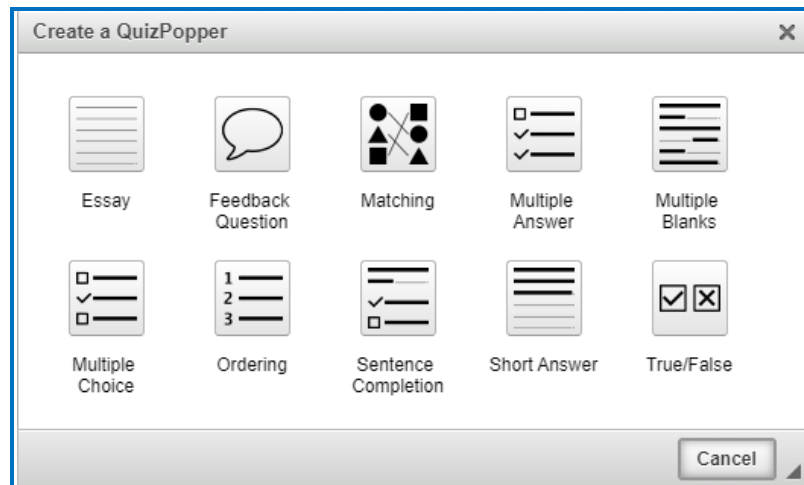 Create a QuizPopper
Essay
Feedback
Question
Matching
Multiple
Answer
Multiple
Blanks
1
2
3
Multiple
Choice
Ordering
Sentence
Completion
Short Answer
True/False
Cancel